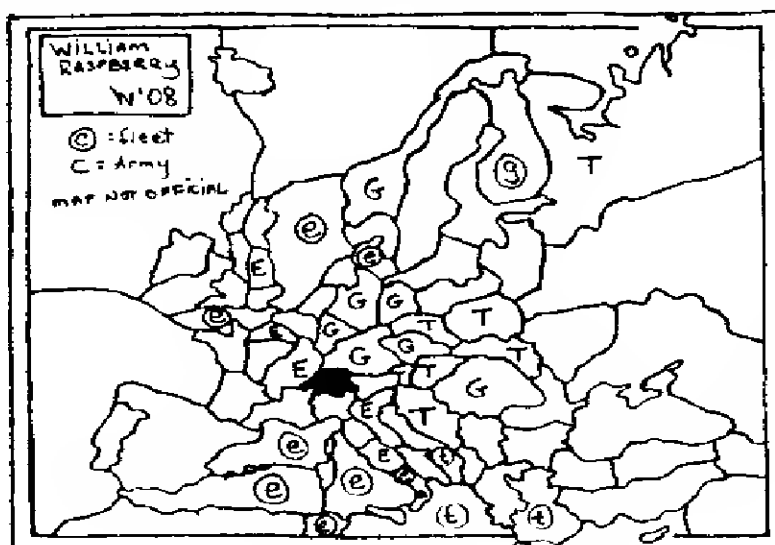 WILLIAM
RASPBERRY
W'08
ⓒ : fleet
C = Army
MAP NOT OFFICIAL
T
g
G
e
e
E
G G
e e G T T
G G T
E T G
E T
e e t
e e
e t t